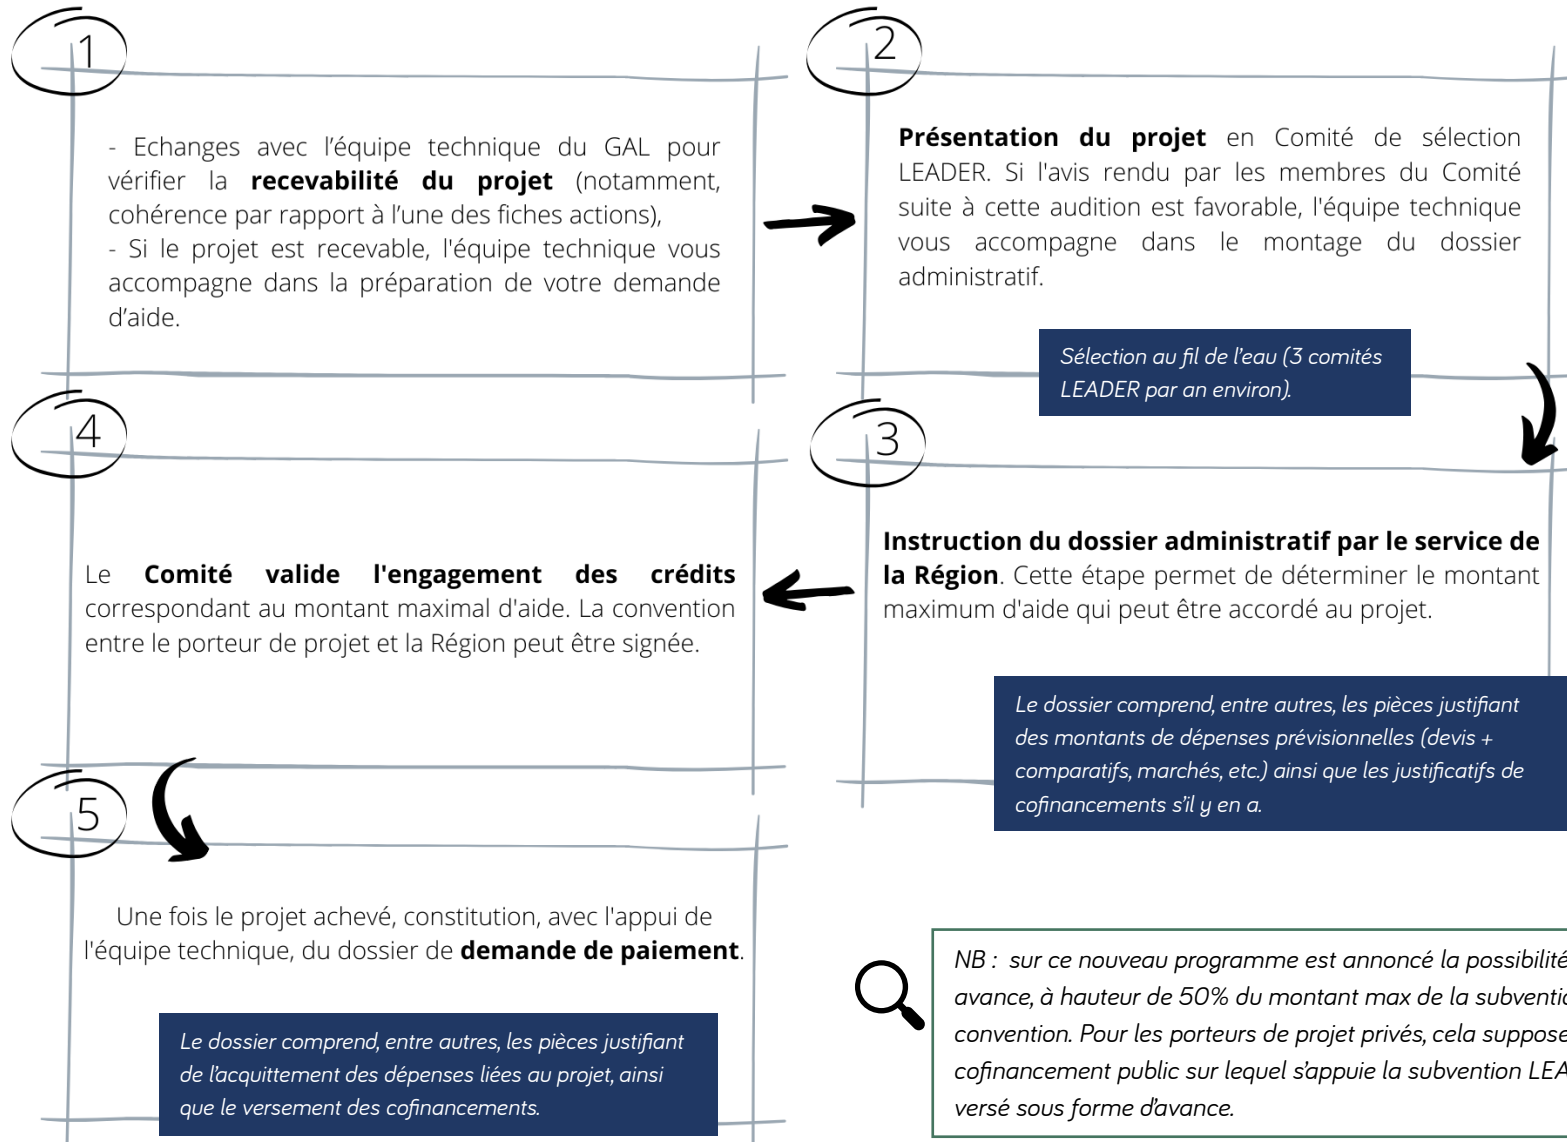 1
- Echanges avec l’équipe technique du GAL pour
vérifier la recevabilité du projet (notamment,
cohérence par rapport à l’une des fiches actions),
- Si le projet est recevable, l'équipe technique vous
accompagne dans la préparation de votre demande
d’aide.
2
Présentation du projet en Comité de sélection
LEADER. Si l'avis rendu par les membres du Comité
suite à cette audition est favorable, l'équipe technique
vous accompagne dans le montage du dossier
administratif.
Sélection au fil de l’eau (3 comités
LEADER par an environ).
3
Instruction du dossier administratif par le service de
la Région. Cette étape permet de déterminer le montant
maximum d'aide qui peut être accordé au projet.
Le dossier comprend, entre autres, les pièces justifiant
des montants de dépenses prévisionnelles (devis +
comparatifs, marchés, etc.) ainsi que les justificatifs de
cofinancements s’il y en a.
4
Le Comité valide l'engagement des crédits
correspondant au montant maximal d'aide. La convention
entre le porteur de projet et la Région peut être signée.
5
Une fois le projet achevé, constitution, avec l'appui de
l'équipe technique, du dossier de demande de paiement.
Le dossier comprend, entre autres, les pièces justifiant
de l’acquittement des dépenses liées au projet, ainsi
que le versement des cofinancements.
NB : sur ce nouveau programme est annoncé la possibilité
avance, à hauteur de 50% du montant max de la
convention. Pour les porteurs de projet privés, cela suppose
cofinancement public sur lequel s’appuie la subvention
versé sous forme d’avance.